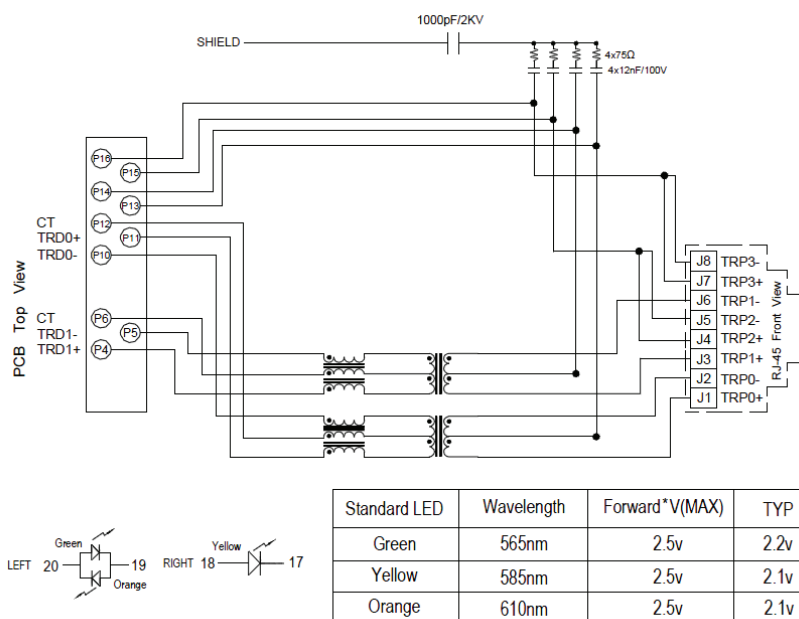 1000pF/2KV
SHIELD
4x75Ω
4x12nF/100V
P16
P15
P14
P13
CT P12
TRD0+ P11
TRD0- P10
CT P6
TRD1- P5
TRD1+ P4
PCB Top View
J8 TRP3-
J7 TRP3+
J6 TRP1-
J5 TRP2-
J4 TRP2+
J3 TRP1+
J2 TRP0-
J1 TRP0+
RJ-45 Front View
Green
LEFT 20 19
Orange
Yellow
RIGHT 18 17
Standard LED Wavelength Forward*V(MAX) TYP
Green 565nm 2.5v 2.2v
Yellow 585nm 2.5v 2.1v
Orange 610nm 2.5v 2.1v